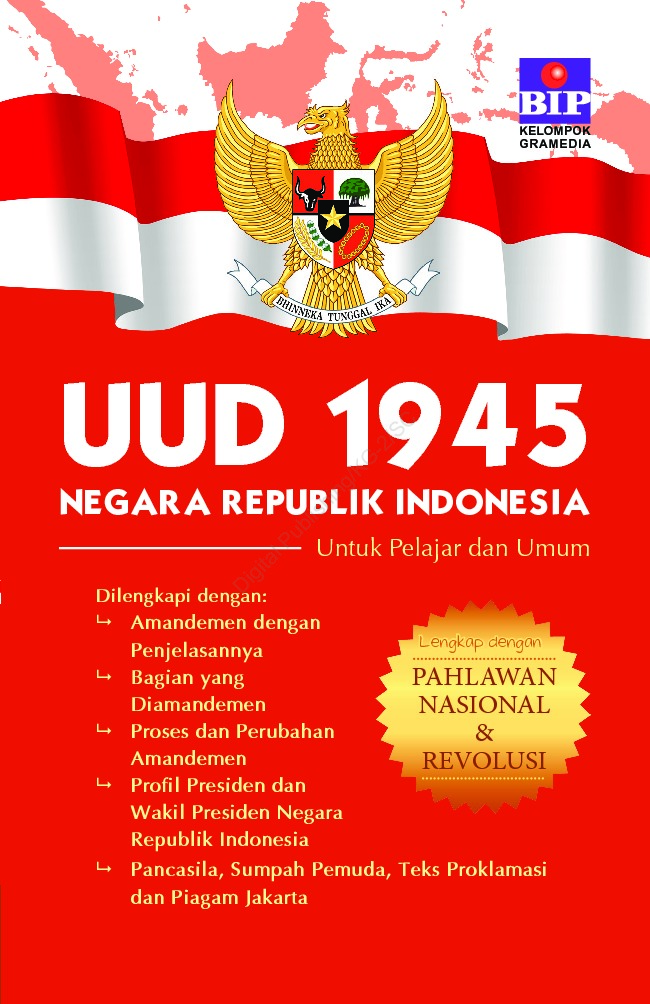 BIP
KELOMPOK
GRAMEDIA
BHINNEKA TUNGGAL IKA
UUD 1945
NEGARA REPUBLIK INDONESIA
Untuk Pelajar dan Umum
Dilengkapi dengan:
↳ Amandemen dengan
Penjelasannya
↳ Bagian yang
Diamandemen
↳ Proses dan Perubahan
Amandemen
↳ Profil Presiden dan
Wakil Presiden Negara
Republik Indonesia
↳ Pancasila, Sumpah Pemuda, Teks Proklamasi
dan Piagam Jakarta
Lengkap dengan
PAHLAWAN
NASIONAL
&
REVOLUSI